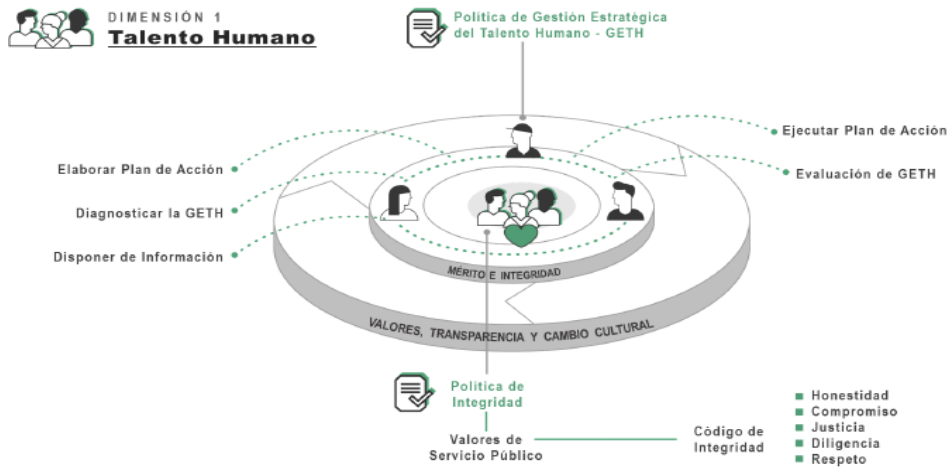 DIMENSIÓN 1
Talento Humano
Política de Gestión Estratégica
del Talento Humano - GETH
Elaborar Plan de Acción
Diagnosticar la GETH
Disponer de Información
Ejecutar Plan de Acción
Evaluación de GETH
MÉRITO E INTEGRIDAD
VALORES, TRANSPARENCIA Y CAMBIO CULTURAL
Política de
Integridad
Valores de
Servicio Público
Código de
Integridad
Honestidad
Compromiso
Justicia
Diligencia
Respeto